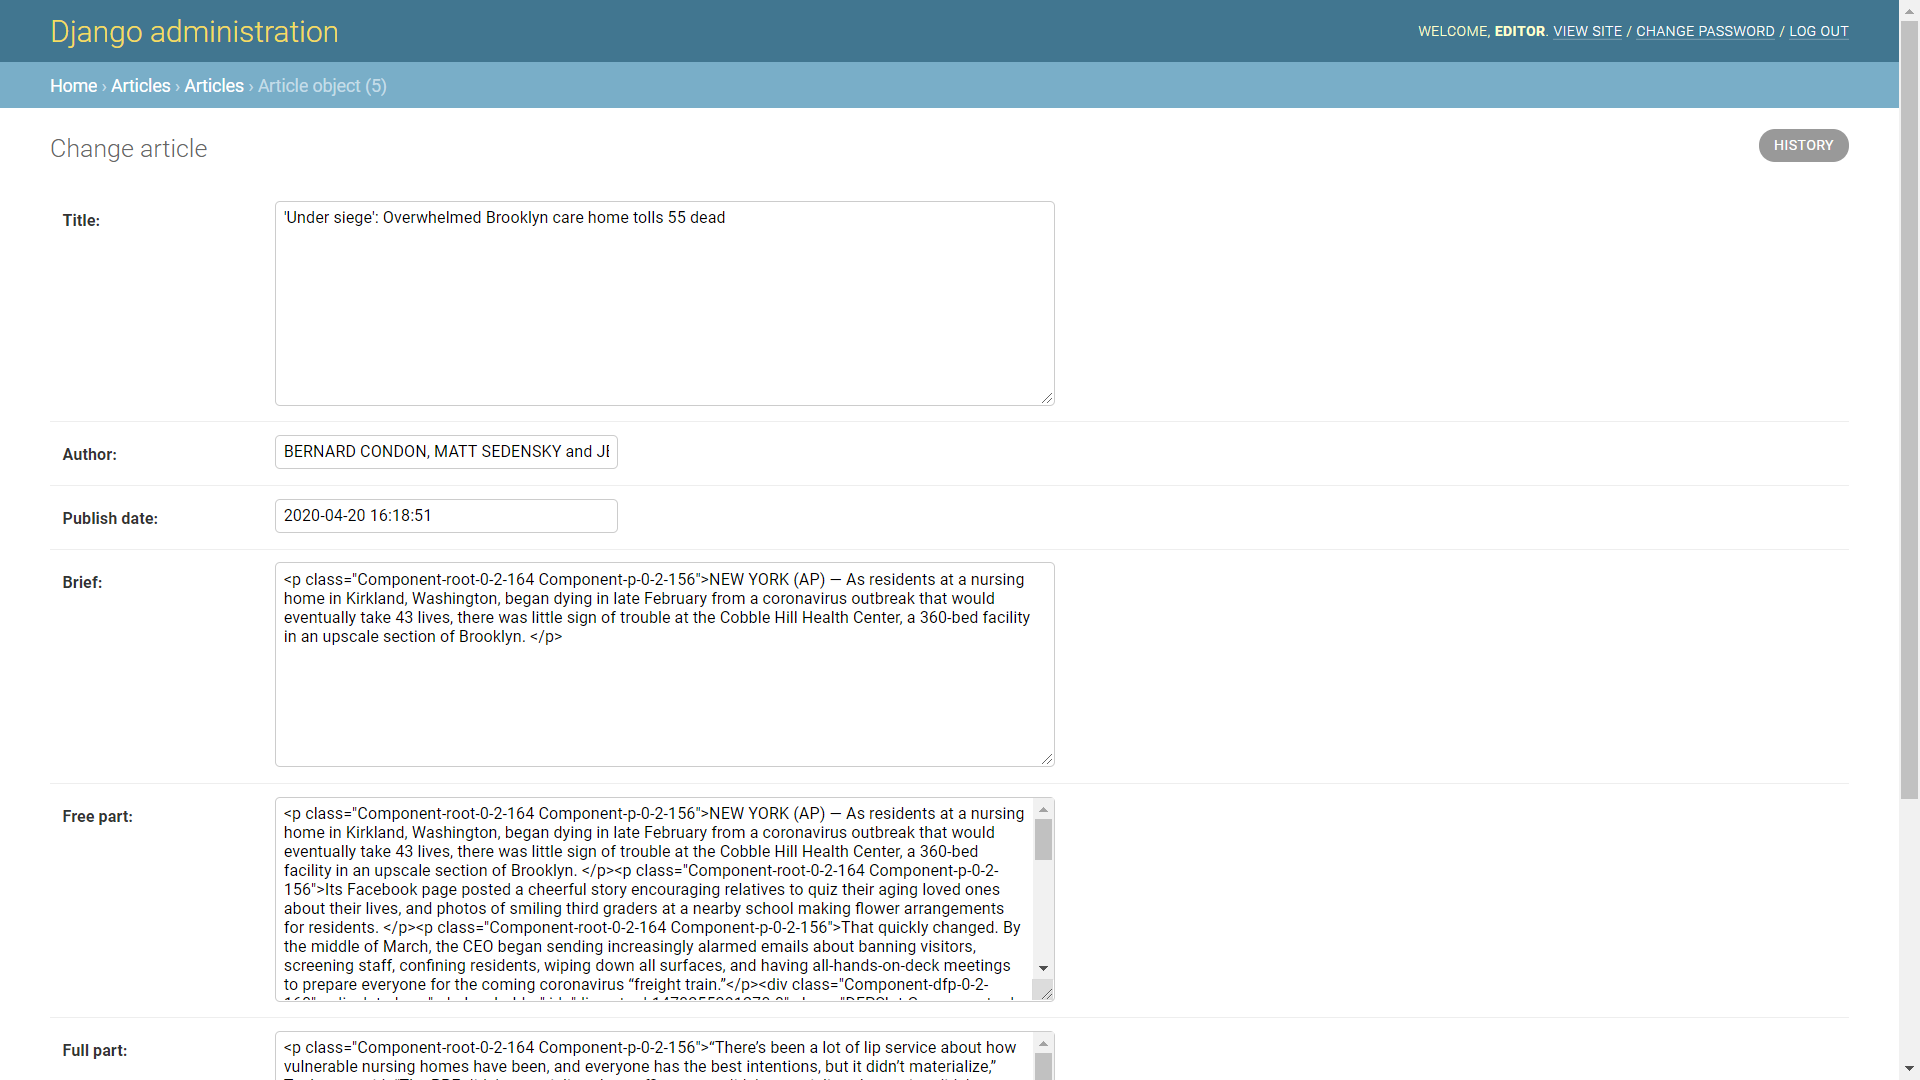 Django administration
WELCOME, EDITOR. VIEW SITE / CHANGE PASSWORD / LOG OUT
Home › Articles › Articles › Article object (5)
Change article
HISTORY
Title:
'Under siege': Overwhelmed Brooklyn care home tolls 55 dead
Author:
BERNARD CONDON, MATT SEDENSKY and JE
Publish date:
2020-04-20 16:18:51
Brief:
<p class="Component-root-0-2-164 Component-p-0-2-156">NEW YORK (AP) — As residents at a nursing
home in Kirkland, Washington, began dying in late February from a coronavirus outbreak that would
eventually take 43 lives, there was little sign of trouble at the Cobble Hill Health Center, a 360-bed facility
in an upscale section of Brooklyn. </p>
Free part:
<p class="Component-root-0-2-164 Component-p-0-2-156">NEW YORK (AP) — As residents at a nursing
home in Kirkland, Washington, began dying in late February from a coronavirus outbreak that would
eventually take 43 lives, there was little sign of trouble at the Cobble Hill Health Center, a 360-bed
facility in an upscale section of Brooklyn. </p><p class="Component-root-0-2-164 Component-p-0-2-
156">Its Facebook page posted a cheerful story encouraging relatives to quiz their aging loved ones
about their lives, and photos of smiling third graders at a nearby school making flower arrangements
for residents. </p><p class="Component-root-0-2-164 Component-p-0-2-156">That quickly changed. By
the middle of March, the CEO began sending increasingly alarmed emails about banning visitors,
screening staff, confining residents, wiping down all surfaces, and having all-hands-on-deck meetings
to prepare everyone for the coming coronavirus “freight train.”</p><div class="Component-dfp-0-2-
Full part:
<p class="Component-root-0-2-164 Component-p-0-2-156">“There’s been a lot of lip service about how
vulnerable nursing homes have been, and everyone has the best intentions, but it didn’t materialize,”